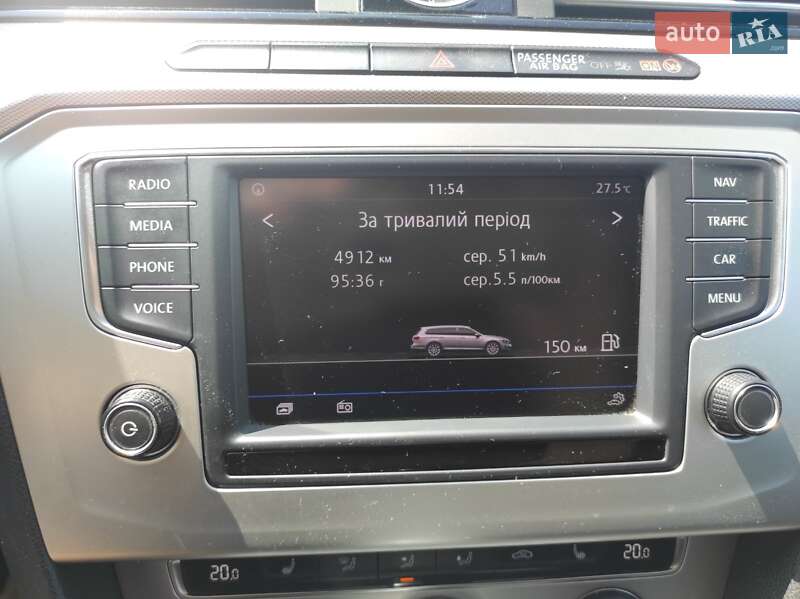 auto RIA.com
PASSENGER AIR BAG OFF ON
RADIO
MEDIA
PHONE
VOICE
11:54
27.5 °C
< За тривалий період >
4912 км
сер. 51 km/h
95:36 г
сер. 5.5 л/100км
150 км
NAV
TRAFFIC
CAR
MENU
20.0
20.0